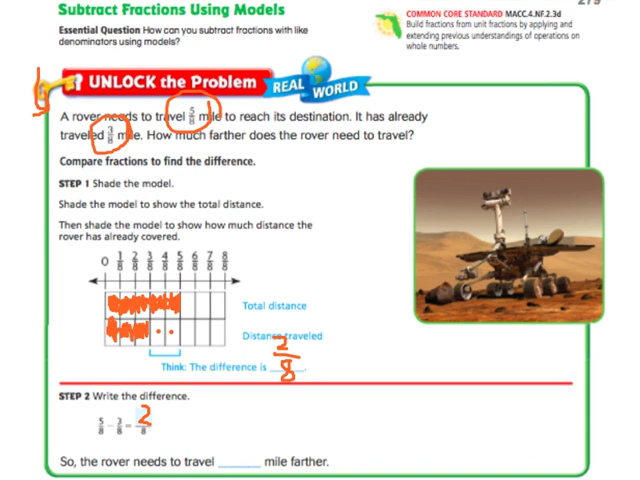 Subtract Fractions Using Models
Essential Question How can you subtract fractions with like
denominators using models?
COMMON CORE STANDARD MACC.4.NF.2.3d
Build fractions from unit fractions by applying and
extending previous understandings of operations on
whole numbers.
UNLOCK the Problem REAL WORLD
A rover needs to travel 5/8 mile to reach its destination. It has already
traveled 3/8 mile. How much farther does the rover need to travel?
Compare fractions to find the difference.
STEP 1 Shade the model.
Shade the model to show the total distance.
Then shade the model to show how much distance the
rover has already covered.
0 1/8 2/8 3/8 4/8 5/8 6/8 7/8 8/8
Total distance
Distance traveled
Think: The difference is 2/8.
STEP 2 Write the difference.
5/8 − 3/8 = 2/8
So, the rover needs to travel ______ mile farther.